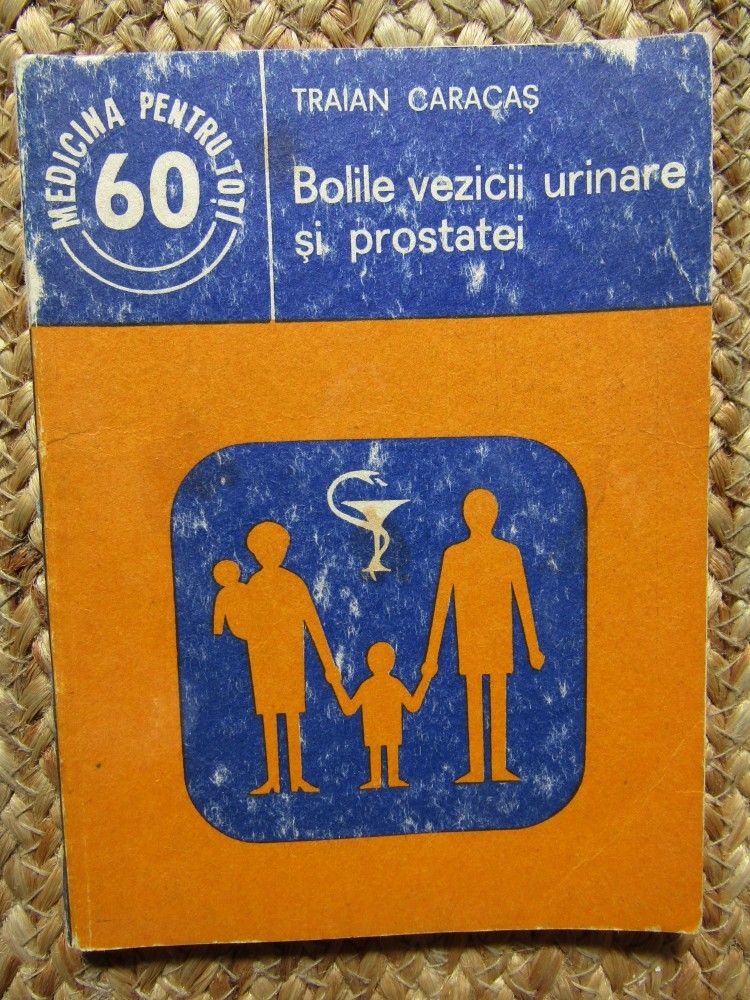 MEDICINA PENTRU TOȚI
60
TRAIAN CARACAȘ
Bolile vezicii urinare
și prostatei